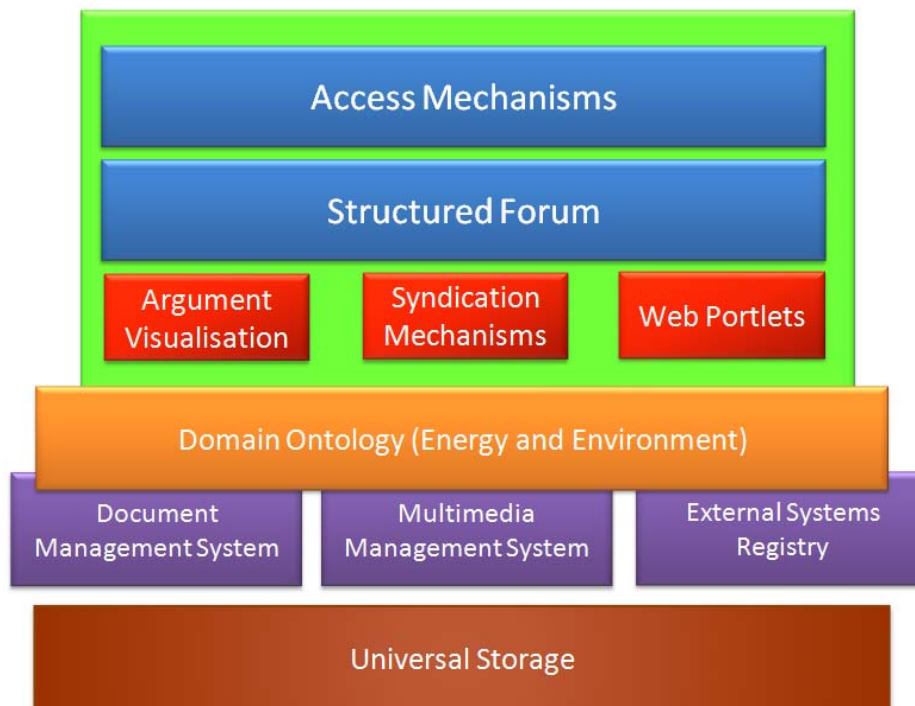 Access Mechanisms
Structured Forum
Argument
Visualisation
Syndication
Mechanisms
Web Portlets
Domain Ontology (Energy and Environment)
Document
Management System
Multimedia
Management System
External Systems
Registry
Universal Storage